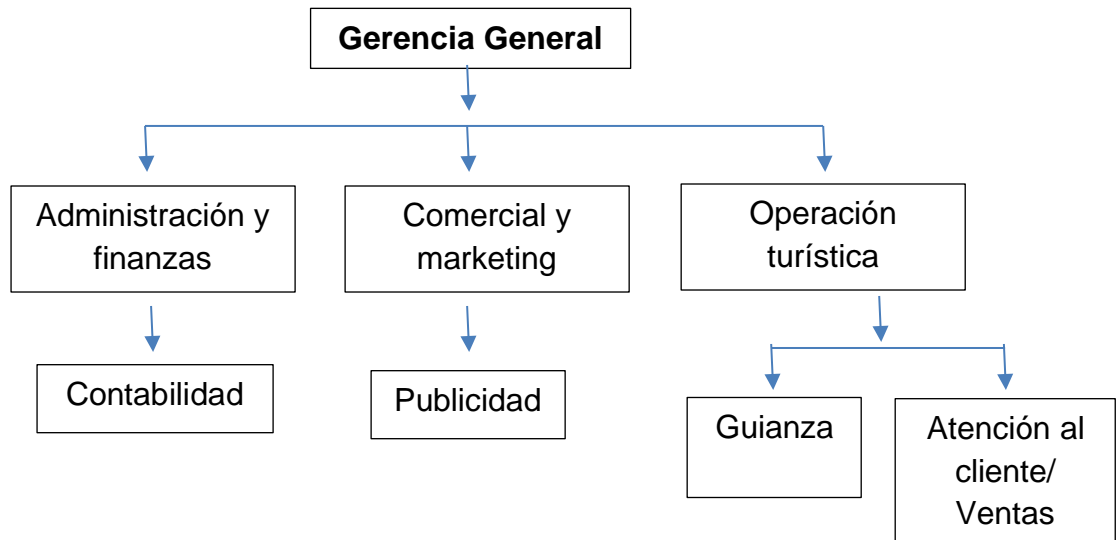 Gerencia General
Administración y
finanzas
Comercial y
marketing
Operación
turística
Contabilidad
Publicidad
Guianza
Atención al
cliente/
Ventas